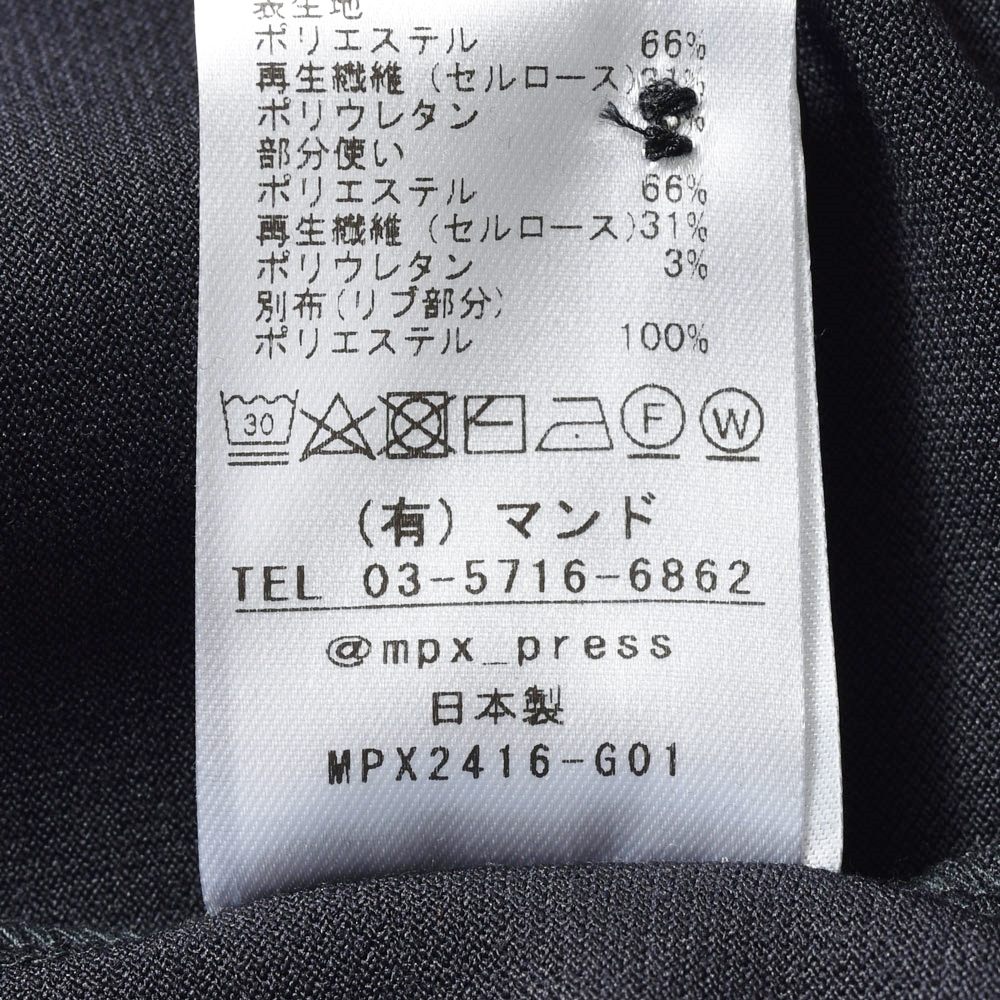 表生地
ポリエステル 66%
再生繊維(セルロース)31%
ポリウレタン %
部分使い
ポリエステル 66%
再生繊維(セルロース)31%
ポリウレタン 3%
別布(リブ部分)
ポリエステル 100%
30 F W
(有)マンド
TEL 03-5716-6862
@mpx_press
日本製
MPX2416-G01